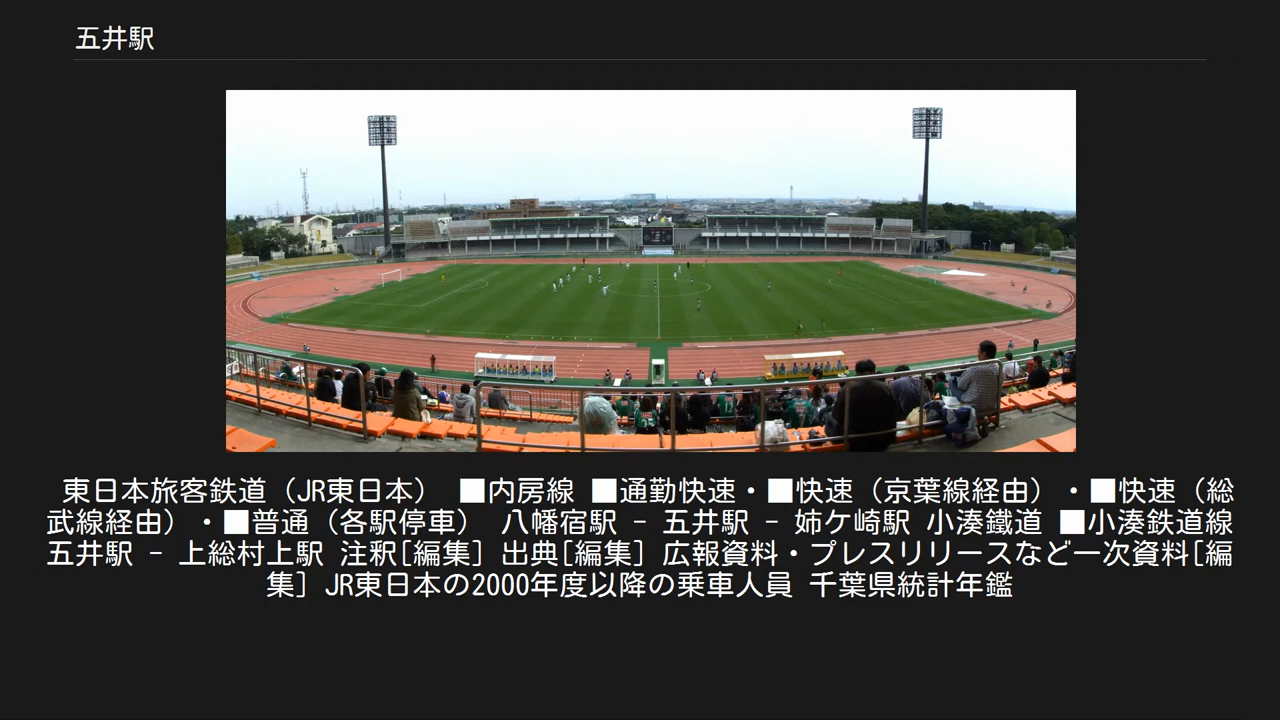 五井駅
東日本旅客鉄道（JR東日本） ■内房線 ■通勤快速・■快速（京葉線経由）・■快速（総
武線経由）・■普通（各駅停車） 八幡宿駅 - 五井駅 - 姉ケ崎駅 小湊鐵道 ■小湊鉄道線
五井駅 - 上総村上駅 注釈[編集] 出典[編集] 広報資料・プレスリリースなど一次資料[編
集] JR東日本の2000年度以降の乗車人員 千葉県統計年鑑